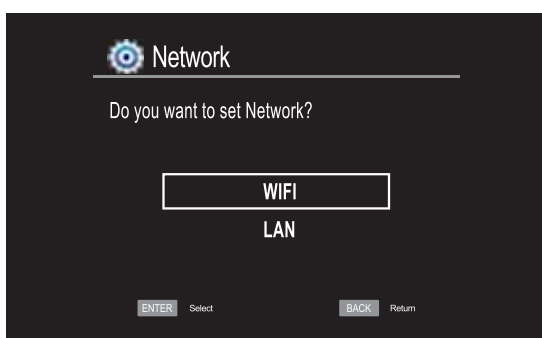 Network
Do you want to set Network?
WIFI
LAN
ENTER Select BACK Return